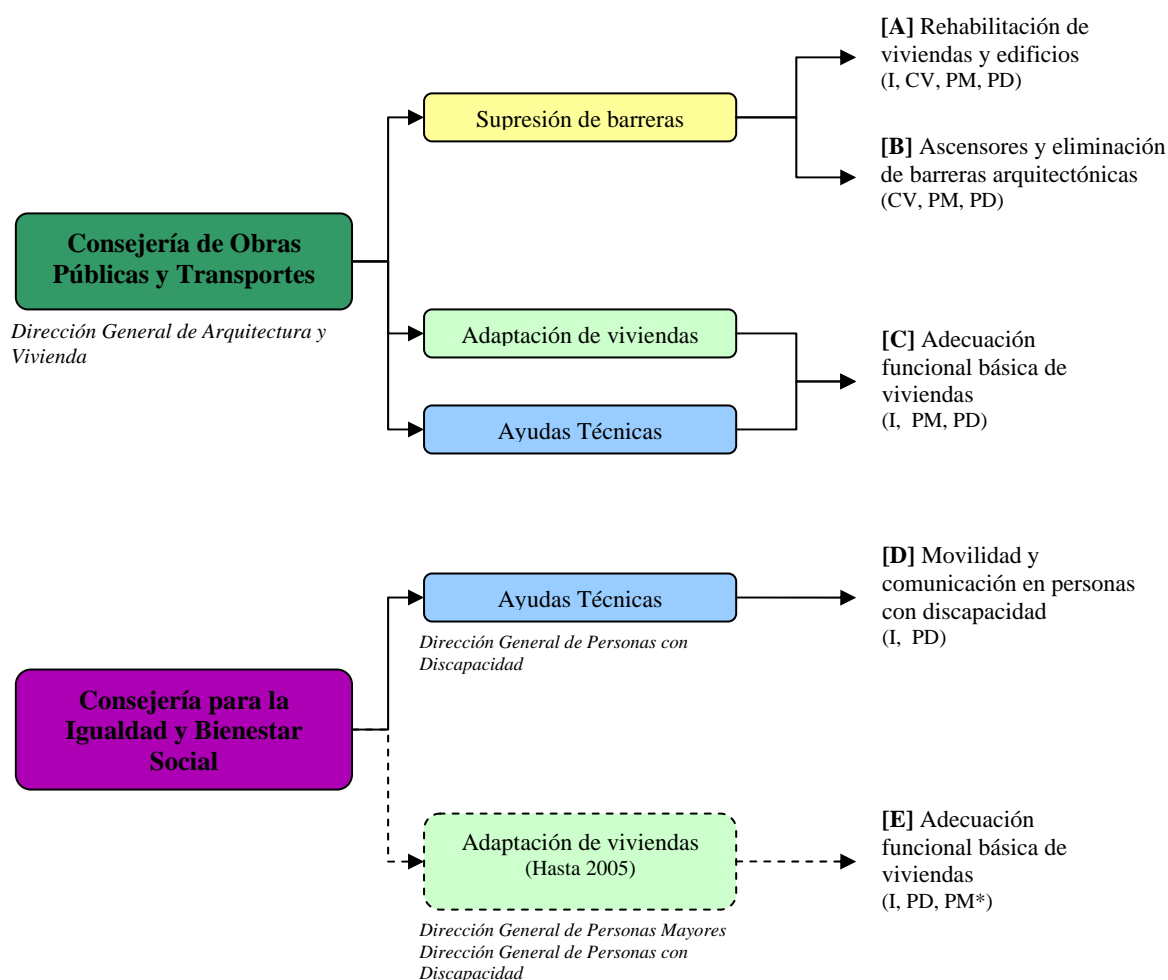 [A] Rehabilitación de
viviendas y edificios
(I, CV, PM, PD)
Supresión de barreras
[B] Ascensores y eliminación
de barreras arquitectónicas
(CV, PM, PD)
Consejería de Obras
Públicas y Transportes
Dirección General de Arquitectura y
Vivienda
Adaptación de viviendas
[C] Adecuación
funcional básica de
viviendas
(I, PM, PD)
Ayudas Técnicas
[D] Movilidad y
comunicación en personas
con discapacidad
(I, PD)
Ayudas Técnicas
Dirección General de Personas con
Discapacidad
Consejería para la
Igualdad y Bienestar
Social
Adaptación de viviendas
(Hasta 2005)
Dirección General de Personas Mayores
Dirección General de Personas con
Discapacidad
[E] Adecuación
funcional básica de
viviendas
(I, PD, PM*)